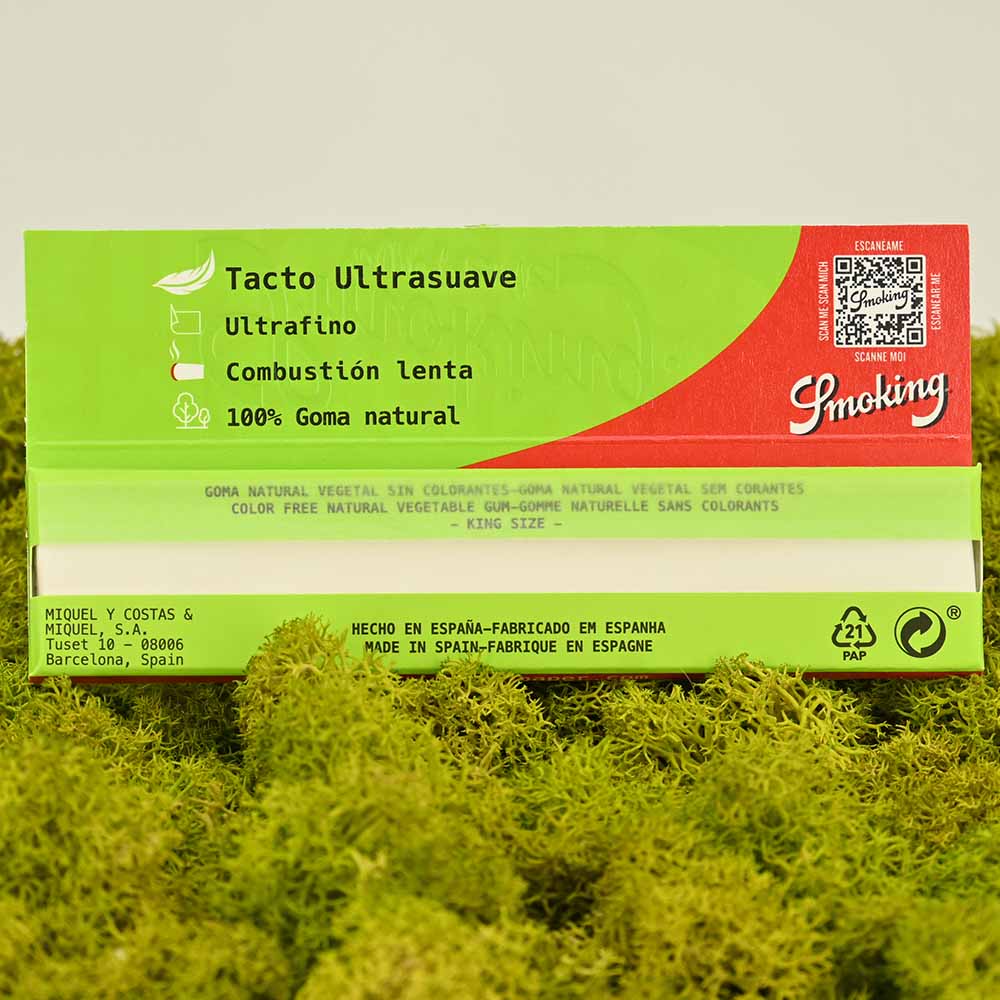 Tacto Ultrasuave
Ultrafino
Combustión lenta
100% Goma natural
ESCANÉAME
SCAN ME·SCAN MICH
Smoking
ESCANEAR-ME
SCANNE MOI
Smoking
GOMA NATURAL VEGETAL SIN COLORANTES–GOMA NATURAL VEGETAL SEM CORANTES
COLOR FREE NATURAL VEGETABLE GUM–GOMME NATURELLE SANS COLORANTS
– KING SIZE –
MIQUEL Y COSTAS &
MIQUEL, S.A.
Tuset 10 – 08006
Barcelona, Spain
HECHO EN ESPAÑA–FABRICADO EM ESPANHA
MADE IN SPAIN–FABRIQUE EN ESPAGNE
21
PAP
®